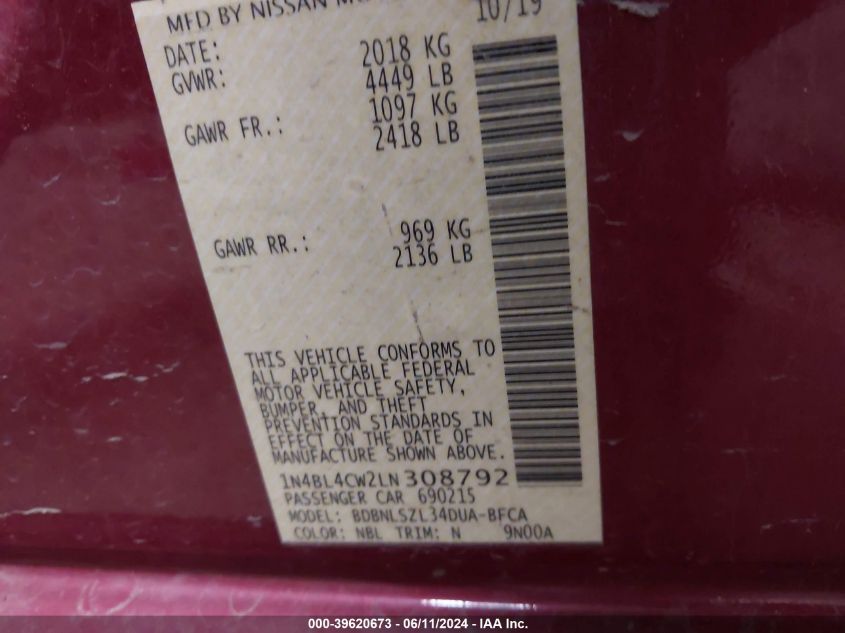 MFD BY NISSAN
DATE: 10/19
GVWR: 2018 KG
4449 LB
GAWR FR.: 1097 KG
2418 LB
GAWR RR.: 969 KG
2136 LB
THIS VEHICLE CONFORMS TO
ALL APPLICABLE FEDERAL
MOTOR VEHICLE SAFETY,
BUMPER, AND THEFT
PREVENTION STANDARDS IN
EFFECT ON THE DATE OF
MANUFACTURE SHOWN ABOVE.
1N4BL4CW2LN308792
PASSENGER CAR 690215
MODEL: BDBNLSZL34DUA-BFCA
COLOR: NBL TRIM: N 9N00A
000-39620673 - 06/11/2024 - IAA Inc.